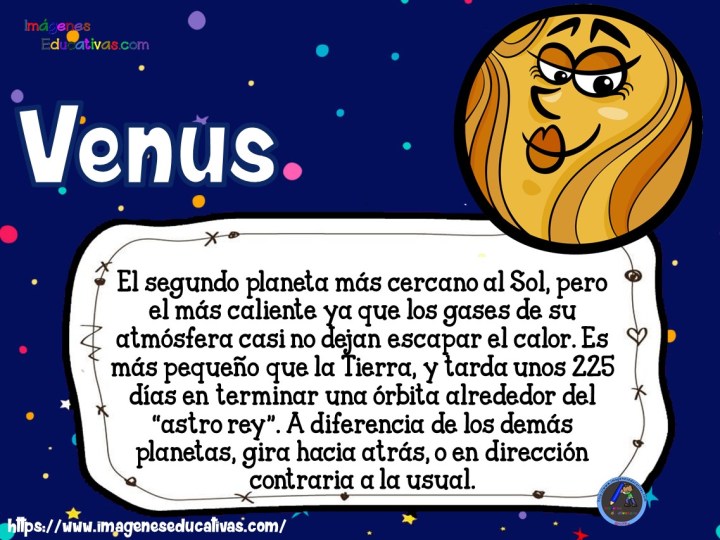 Imágenes
Educativas.com
Venus
El segundo planeta más cercano al Sol, pero
el más caliente ya que los gases de su
atmósfera casi no dejan escapar el calor. Es
más pequeño que la Tierra, y tarda unos 225
días en terminar una órbita alrededor del
“astro rey”. A diferencia de los demás
planetas, gira hacia atrás, o en dirección
contraria a la usual.
https://www.imageneseducativas.com/